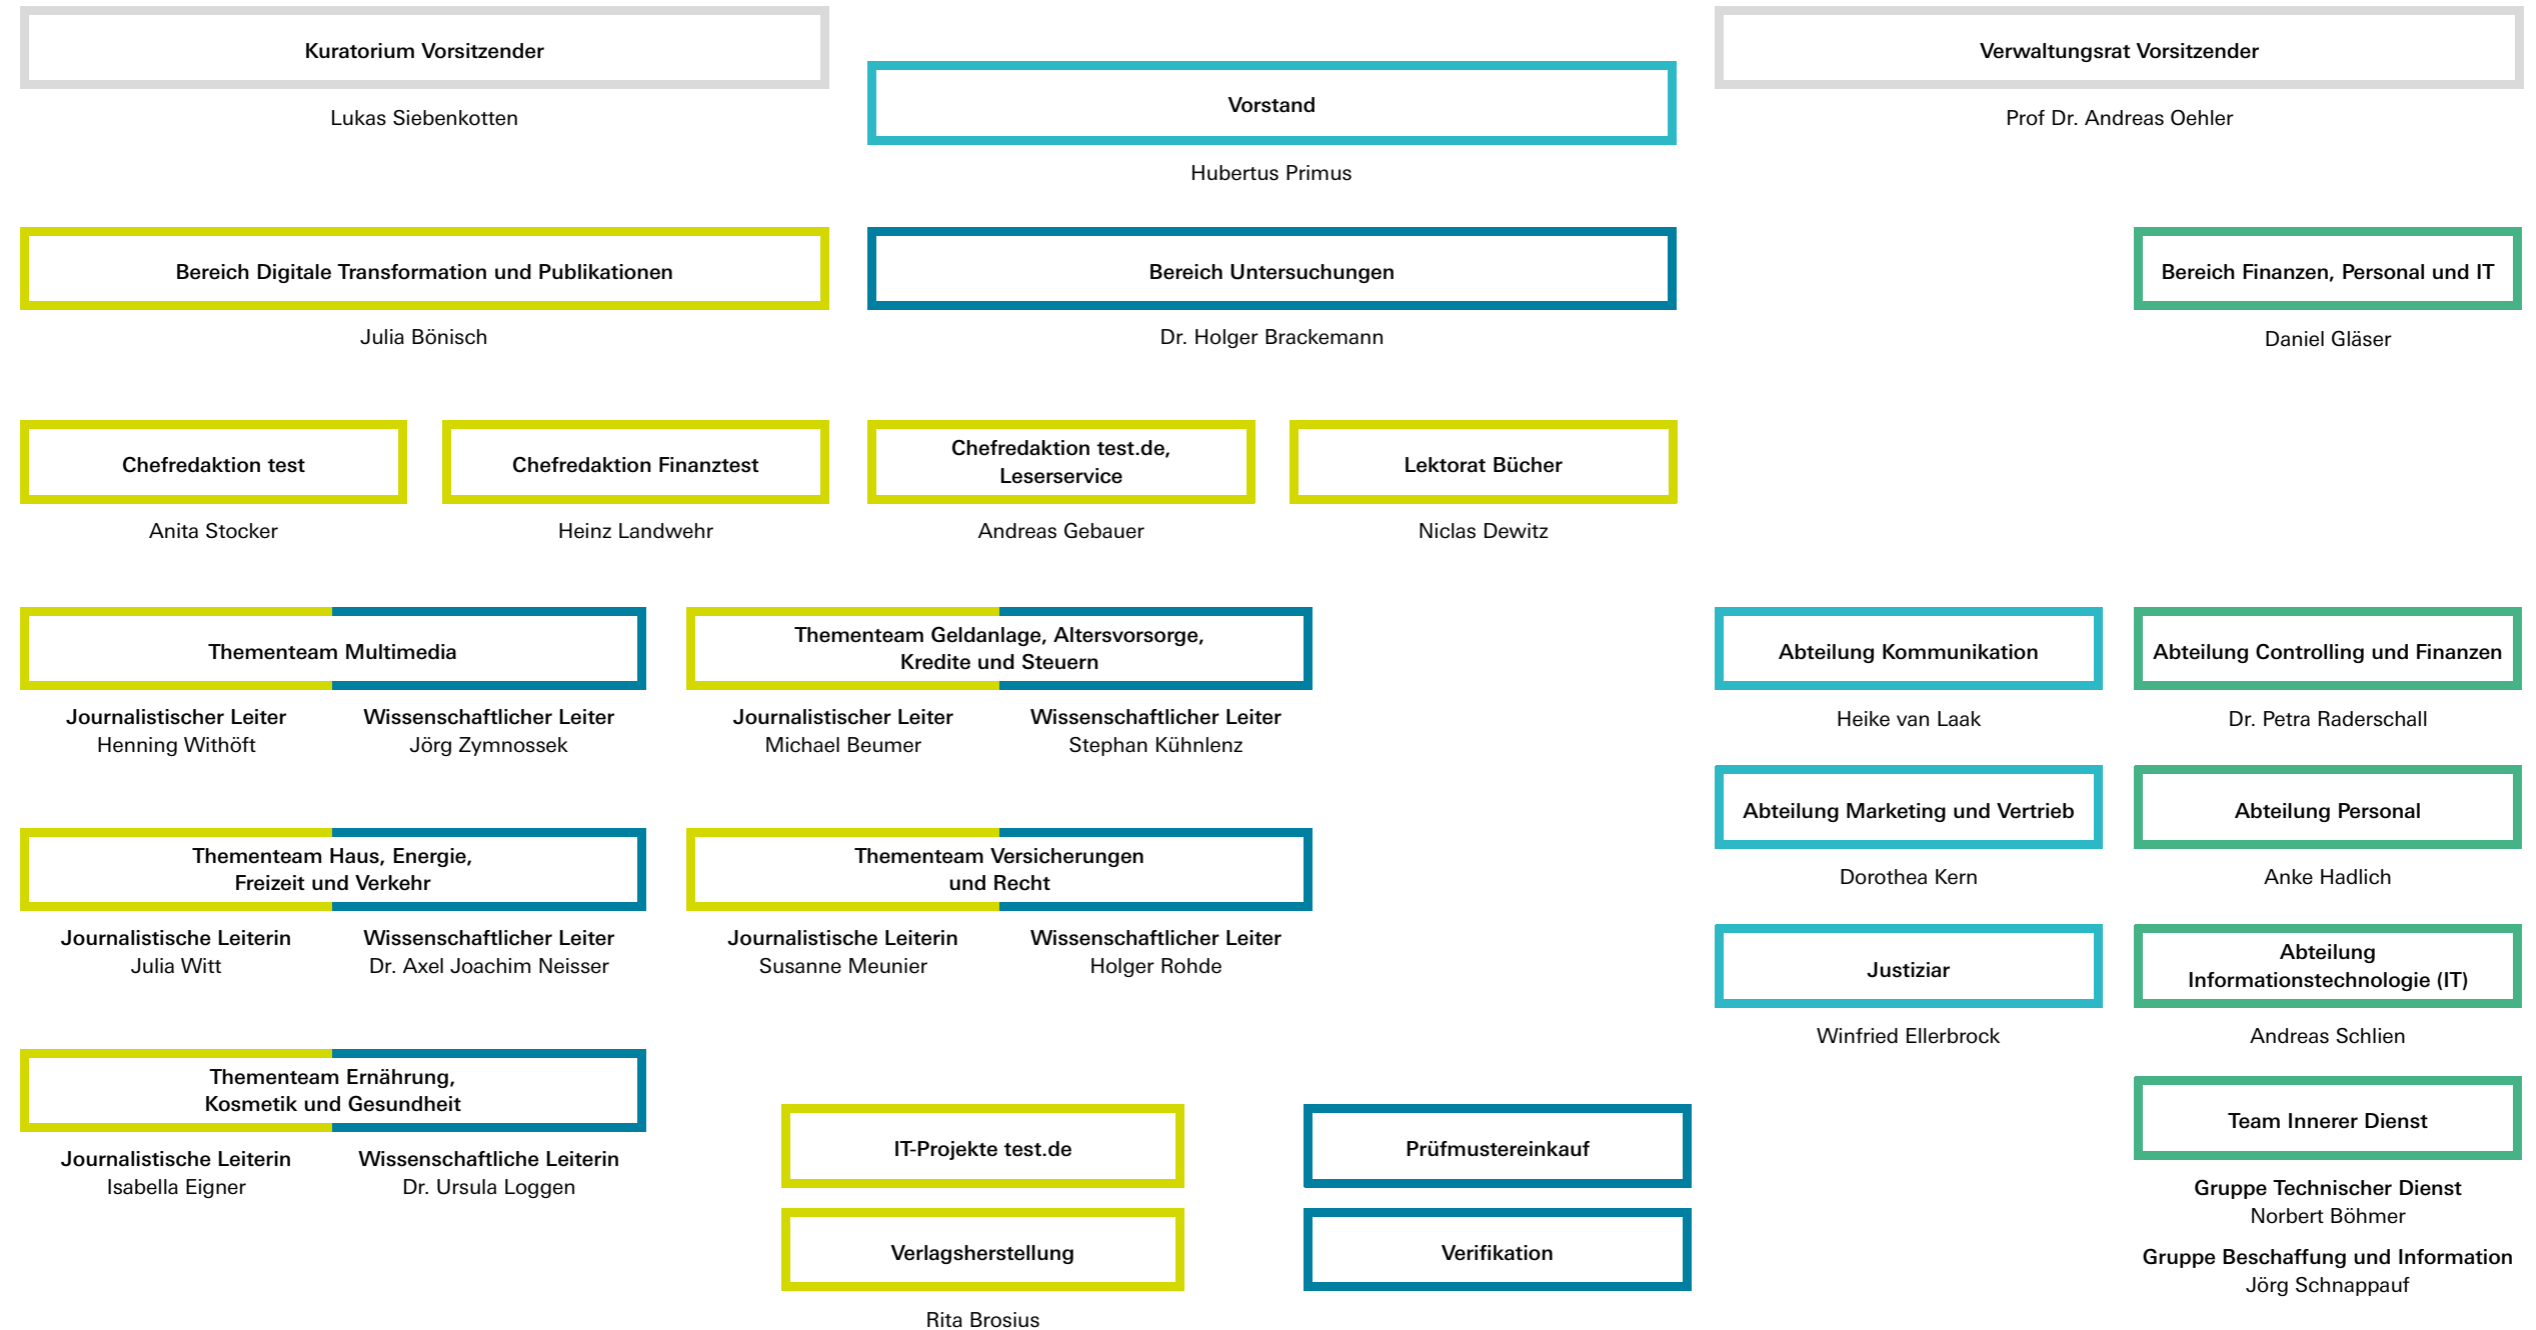 Kuratorium Vorsitzender
Lukas Siebenkotten
Vorstand
Hubertus Primus
Verwaltungsrat Vorsitzender
Prof Dr. Andreas Oehler
Bereich Digitale Transformation und Publikationen
Julia Bönisch
Bereich Untersuchungen
Dr. Holger Brackemann
Bereich Finanzen, Personal und IT
Daniel Gläser
Chefredaktion test
Anita Stocker
Chefredaktion Finanztest
Heinz Landwehr
Chefredaktion test.de,
Leserservice
Andreas Gebauer
Lektorat Bücher
Niclas Dewitz
Thementeam Multimedia
Journalistischer Leiter
Henning Withöft
Wissenschaftlicher Leiter
Jörg Zymnossek
Thementeam Geldanlage, Altersvorsorge,
Kredite und Steuern
Journalistischer Leiter
Michael Beumer
Wissenschaftlicher Leiter
Stephan Kühnlenz
Abteilung Kommunikation
Heike van Laak
Abteilung Controlling und Finanzen
Dr. Petra Raderschall
Abteilung Marketing und Vertrieb
Dorothea Kern
Abteilung Personal
Anke Hadlich
Thementeam Haus, Energie,
Freizeit und Verkehr
Journalistische Leiterin
Julia Witt
Wissenschaftlicher Leiter
Dr. Axel Joachim Neisser
Thementeam Versicherungen
und Recht
Journalistische Leiterin
Susanne Meunier
Wissenschaftlicher Leiter
Holger Rohde
Justiziar
Winfried Ellerbrock
Abteilung
Informationstechnologie (IT)
Andreas Schlien
Thementeam Ernährung,
Kosmetik und Gesundheit
Journalistische Leiterin
Isabella Eigner
Wissenschaftliche Leiterin
Dr. Ursula Loggen
IT-Projekte test.de
Prüfmustereinkauf
Verlagsherstellung
Rita Brosius
Verifikation
Team Innerer Dienst
Gruppe Technischer Dienst
Norbert Böhmer
Gruppe Beschaffung und Information
Jörg Schnappauf